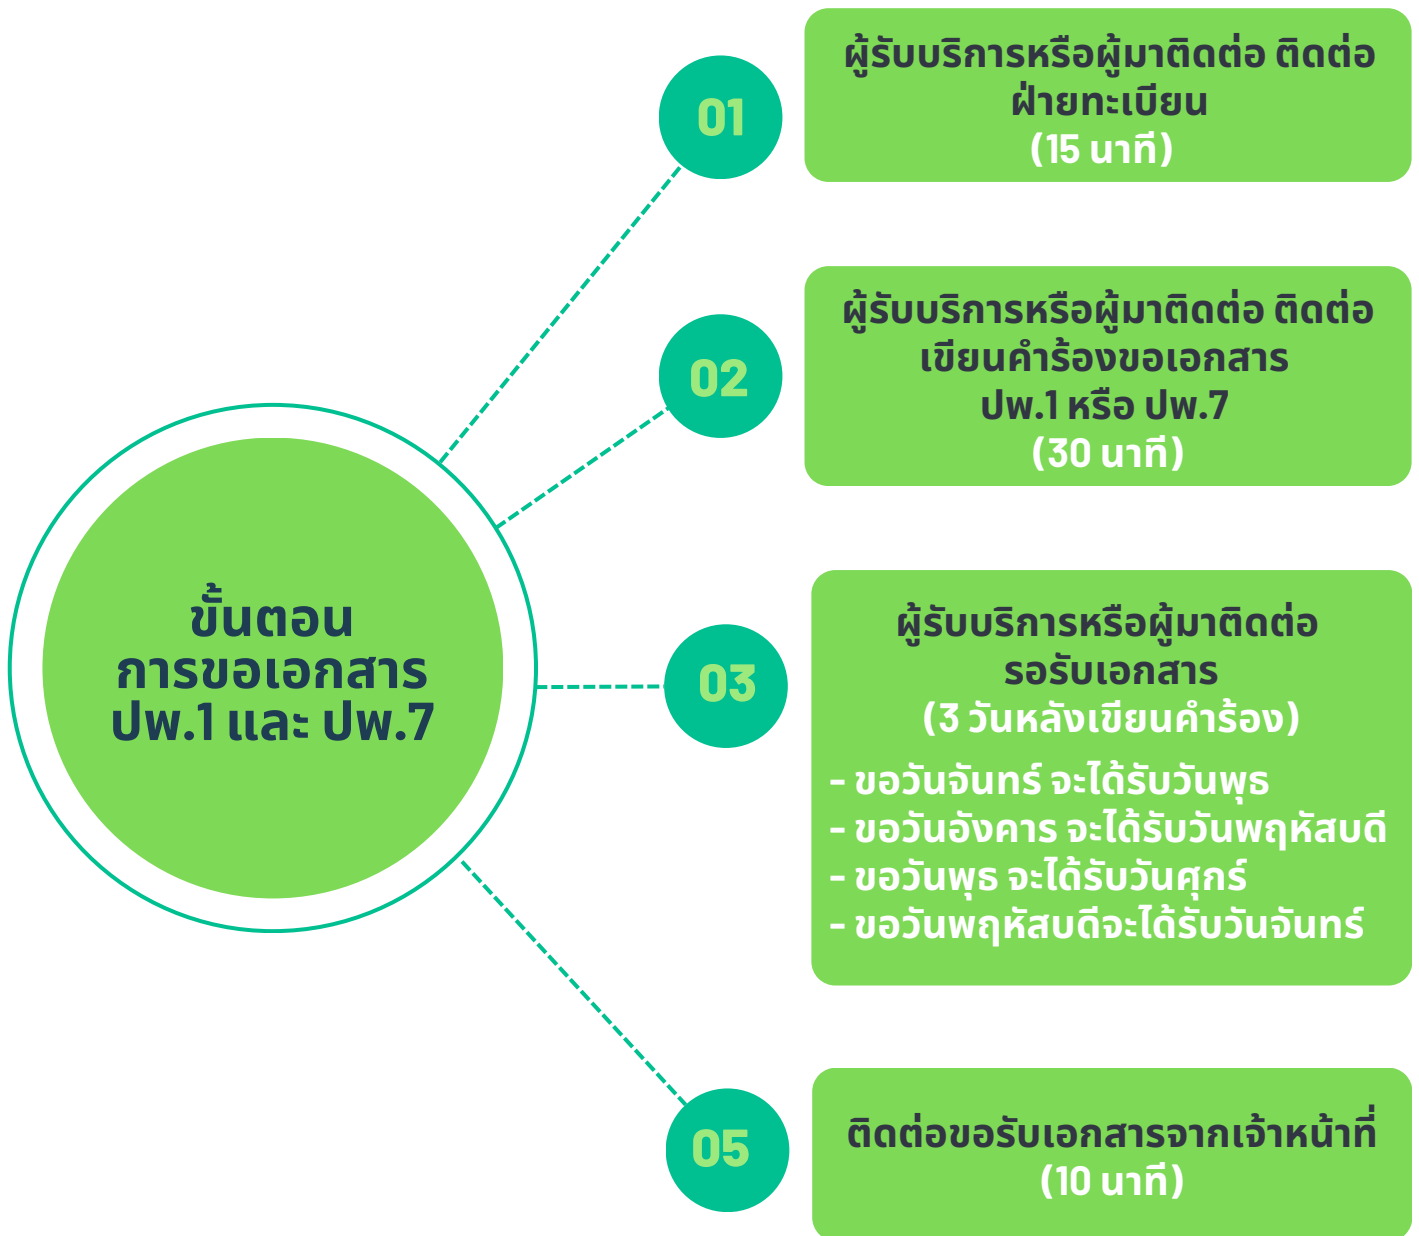 ขั้นตอน
การขอเอกสาร
ปพ.1 และ ปพ.7
01
ผู้รับบริการหรือผู้มาติดต่อ ติดต่อ
ฝ่ายทะเบียน
(15 นาที)
02
ผู้รับบริการหรือผู้มาติดต่อ ติดต่อ
เขียนคำร้องขอเอกสาร
ปพ.1 หรือ ปพ.7
(30 นาที)
03
ผู้รับบริการหรือผู้มาติดต่อ
รอรับเอกสาร
(3 วันหลังเขียนคำร้อง)
- ขอวันจันทร์ จะได้รับวันพุธ
- ขอวันอังคาร จะได้รับวันพฤหัสบดี
- ขอวันพุธ จะได้รับวันศุกร์
- ขอวันพฤหัสบดีจะได้รับวันจันทร์
05
ติดต่อขอรับเอกสารจากเจ้าหน้าที่
(10 นาที)